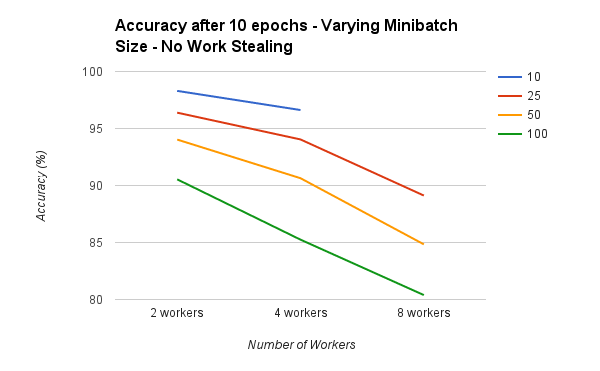 Accuracy after 10 epochs - Varying Minibatch
Size - No Work Stealing
100
95
90
85
80
Accuracy (%)
2 workers
4 workers
8 workers
Number of Workers
10
25
50
100